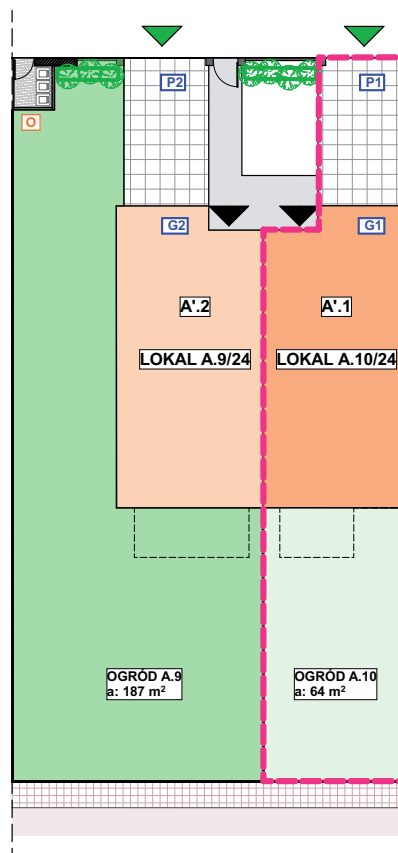 P2
P1
O
G2
G1
A'.2
A'.1
LOKAL A.9/24
LOKAL A.10/24
OGRÓD A.9
a: 187 m²
OGRÓD A.10
a: 64 m²